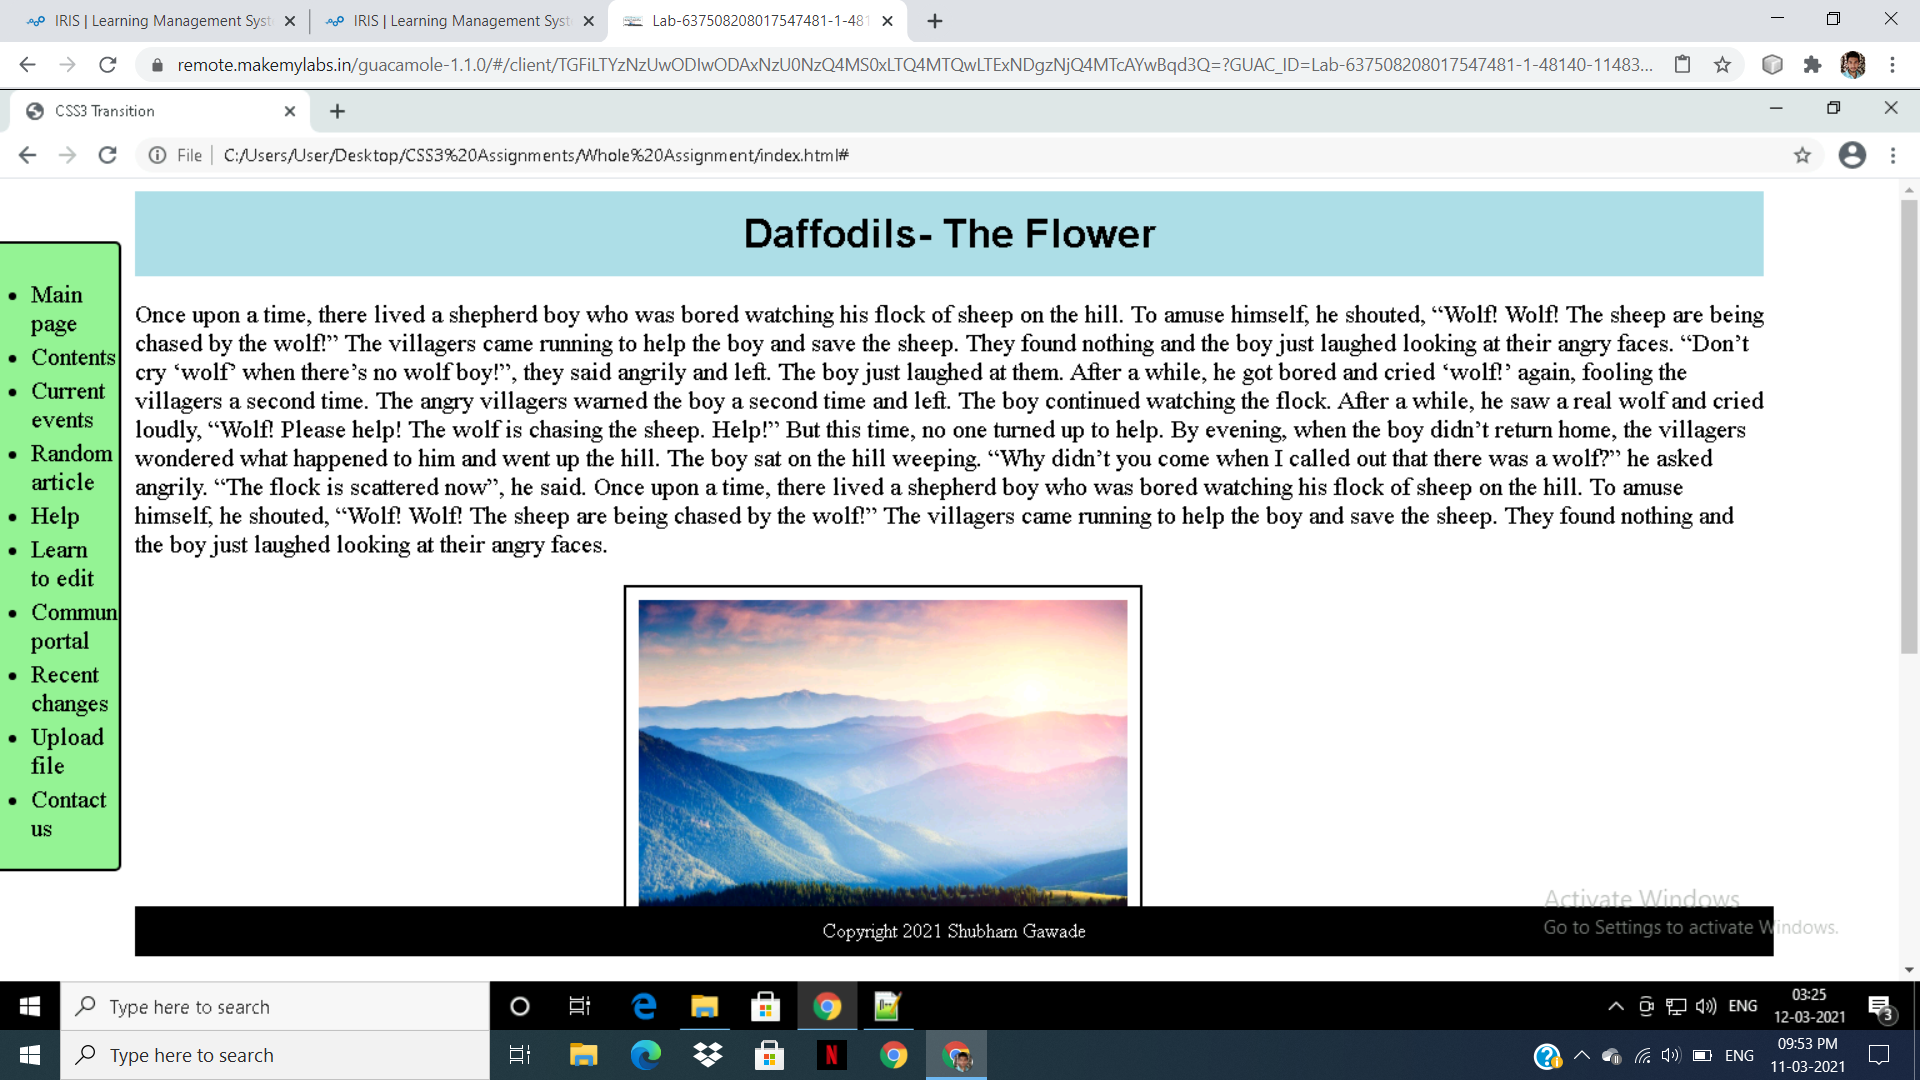 IRIS | Learning Management Syst
IRIS | Learning Management Syst
Lab-637508208017547481-1-481
remote.makemylabs.in/guacamole-1.1.0/#/client/TGFiLTYzNzUwODIwODAxNzU0NzQ4MS0xLTQ4MTQwLTExNDgzNjQ4MTcAYwBqd3Q=?GUAC_ID=Lab-637508208017547481-1-48140-11483...
CSS3 Transition
File
C:/Users/User/Desktop/CSS3%20Assignments/Whole%20Assignment/index.html#
Daffodils- The Flower
Main
page
Contents
Current
events
Random
article
Help
Learn
to edit
Commun
portal
Recent
changes
Upload
file
Contact
us
Once upon a time, there lived a shepherd boy who was bored watching his flock of sheep on the hill. To amuse himself, he shouted, “Wolf! Wolf! The sheep are being
chased by the wolf!” The villagers came running to help the boy and save the sheep. They found nothing and the boy just laughed looking at their angry faces. “Don’t
cry ‘wolf’ when there’s no wolf boy!”, they said angrily and left. The boy just laughed at them. After a while, he got bored and cried ‘wolf!’ again, fooling the
villagers a second time. The angry villagers warned the boy a second time and left. The boy continued watching the flock. After a while, he saw a real wolf and cried
loudly, “Wolf! Please help! The wolf is chasing the sheep. Help!” But this time, no one turned up to help. By evening, when the boy didn’t return home, the villagers
wondered what happened to him and went up the hill. The boy sat on the hill weeping. “Why didn’t you come when I called out that there was a wolf?” he asked
angrily. “The flock is scattered now”, he said. Once upon a time, there lived a shepherd boy who was bored watching his flock of sheep on the hill. To amuse
himself, he shouted, “Wolf! Wolf! The sheep are being chased by the wolf!” The villagers came running to help the boy and save the sheep. They found nothing and
the boy just laughed looking at their angry faces.
Activate Windows
Go to Settings to activate Windows.
Copyright 2021 Shubham Gawade
Type here to search
ENG
03:25
12-03-2021
3
Type here to search
N
ENG
09:53 PM
11-03-2021